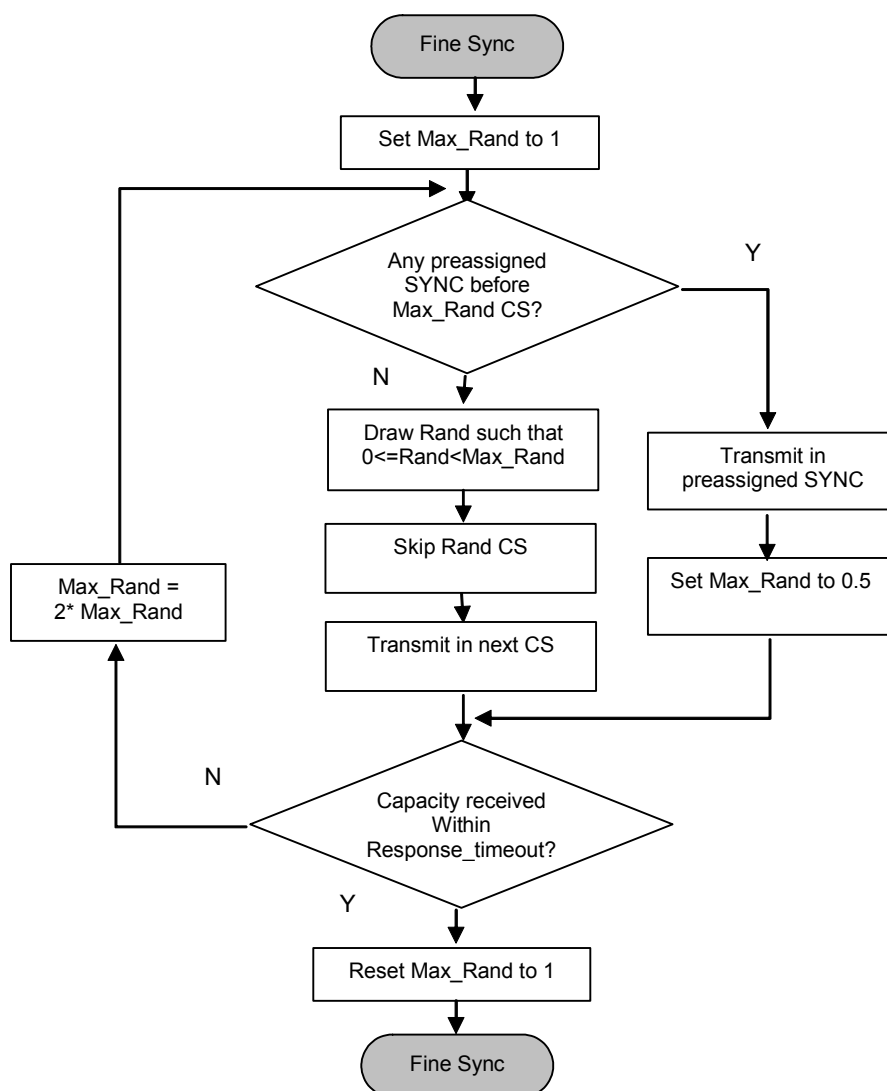 Fine Sync
Set Max_Rand to 1
Any preassigned
SYNC before
Max_Rand CS?
Y
N
Draw Rand such that
0<=Rand<Max_Rand
Transmit in
preassigned SYNC
Skip Rand CS
Set Max_Rand to 0.5
Max_Rand =
2* Max_Rand
Transmit in next CS
N
Capacity received
Within
Response_timeout?
Y
Reset Max_Rand to 1
Fine Sync